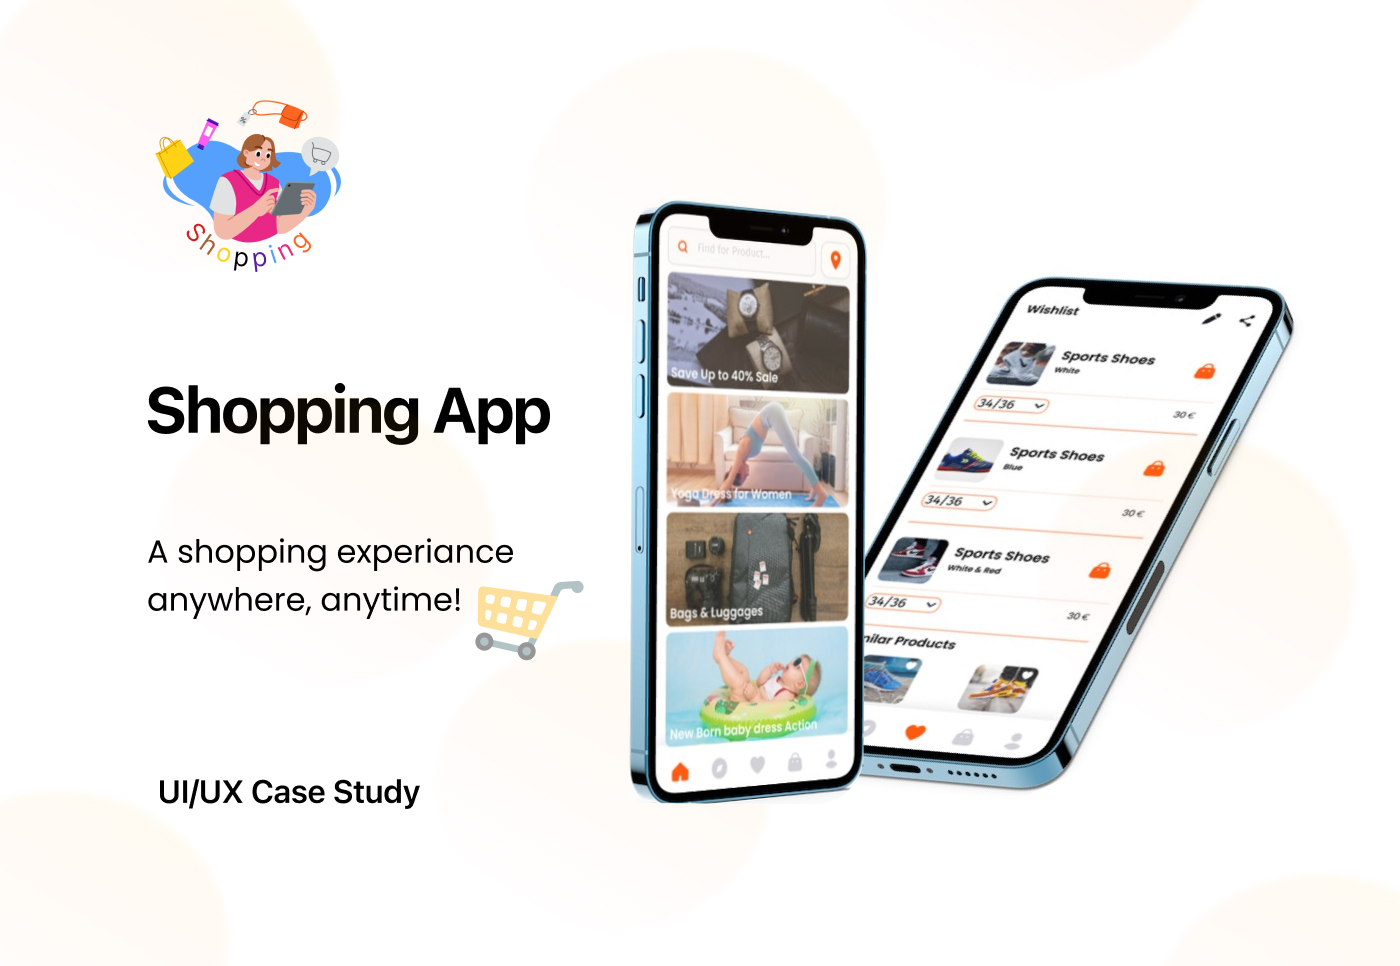 Shopping
Shopping App
A shopping experiance
anywhere, anytime!
UI/UX Case Study
Find for Product...
Save Up to 40% Sale
Yoga Dress for Women
Bags & Luggages
New Born baby dress Action
Wishlist
Sports Shoes
White
34/36
30 €
Sports Shoes
Blue
34/36
30 €
Sports Shoes
White & Red
34/36
30 €
nilar Products